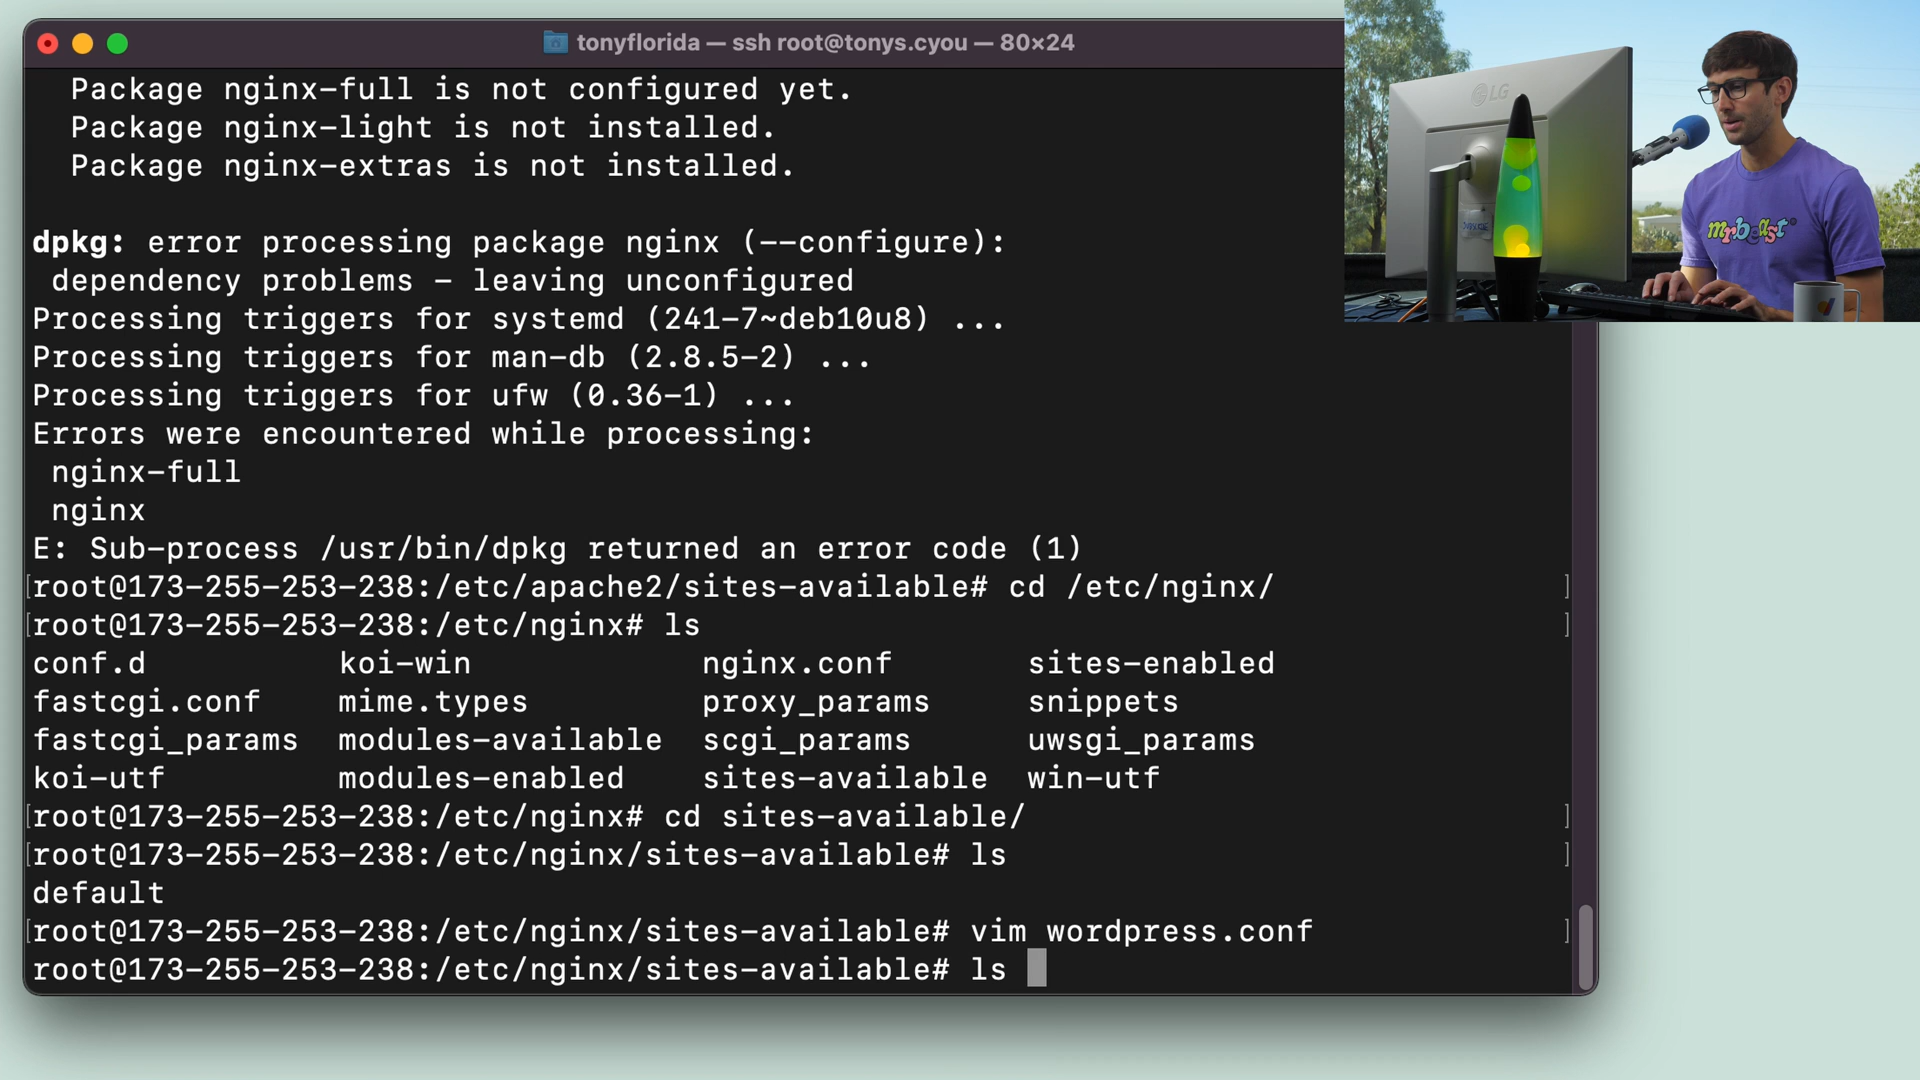 tonyflorida — ssh root@tonys.cyou — 80×24
Package nginx-full is not configured yet.
Package nginx-light is not installed.
Package nginx-extras is not installed.
dpkg: error processing package nginx (--configure):
dependency problems - leaving unconfigured
Processing triggers for systemd (241-7~deb10u8) ...
Processing triggers for man-db (2.8.5-2) ...
Processing triggers for ufw (0.36-1) ...
Errors were encountered while processing:
nginx-full
nginx
E: Sub-process /usr/bin/dpkg returned an error code (1)
[root@173-255-253-238:/etc/apache2/sites-available# cd /etc/nginx/ ]
[root@173-255-253-238:/etc/nginx# ls ]
conf.d koi-win nginx.conf sites-enabled
fastcgi.conf mime.types proxy_params snippets
fastcgi_params modules-available scgi_params uwsgi_params
koi-utf modules-enabled sites-available win-utf
[root@173-255-253-238:/etc/nginx# cd sites-available/ ]
[root@173-255-253-238:/etc/nginx/sites-available# ls ]
default
[root@173-255-253-238:/etc/nginx/sites-available# vim wordpress.conf ]
root@173-255-253-238:/etc/nginx/sites-available# ls
LG
mrbeast